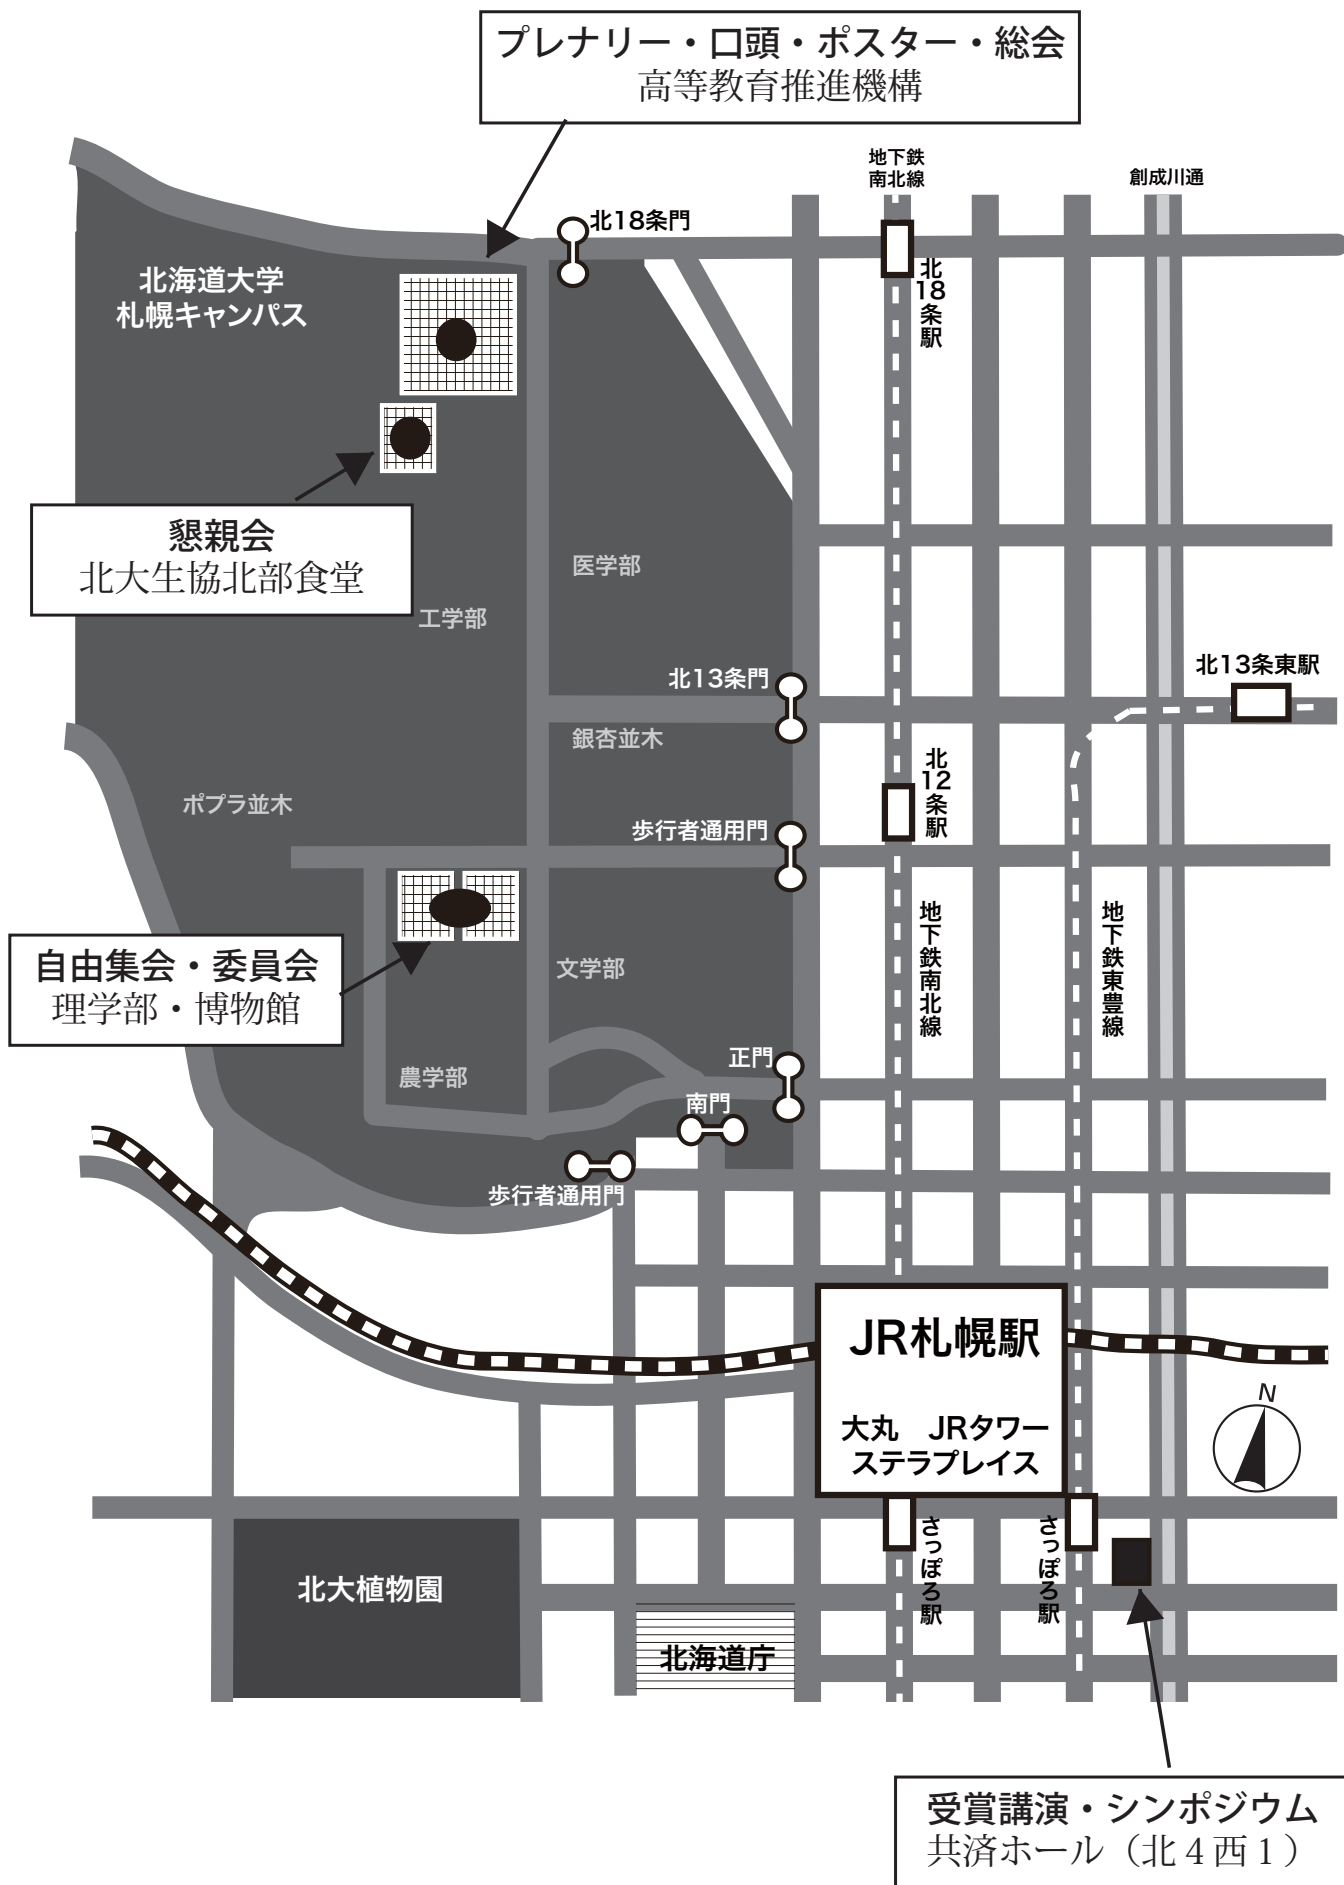 プレナリー・口頭・ポスター・総会
高等教育推進機構
地下鉄
南北線
創成川通
北18条門
北18条駅
北海道大学
札幌キャンパス
懇親会
北大生協北部食堂
医学部
工学部
北13条門
北13条東駅
銀杏並木
北12条駅
ポプラ並木
歩行者通用門
地下鉄南北線
地下鉄東豊線
自由集会・委員会
理学部・博物館
文学部
正門
農学部
南門
歩行者通用門
JR札幌駅
N
大丸 JRタワー
ステラプレイス
さっぽろ駅
さっぽろ駅
北大植物園
北海道庁
受賞講演・シンポジウム
共済ホール（北４西１）